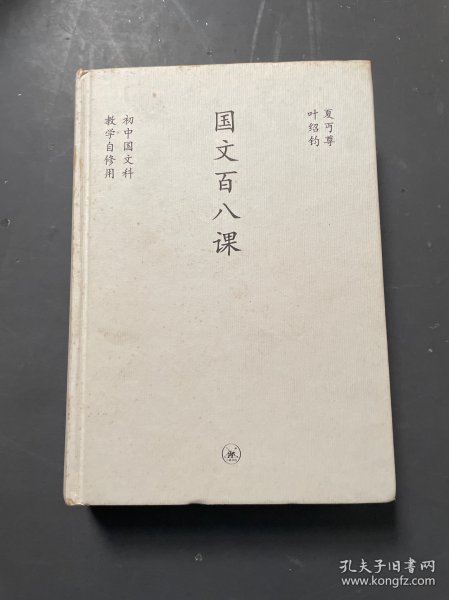 夏丏尊
叶绍钧
国文百八课
初中国文科
教学自修用
孔夫子旧书网
www.kongfz.com